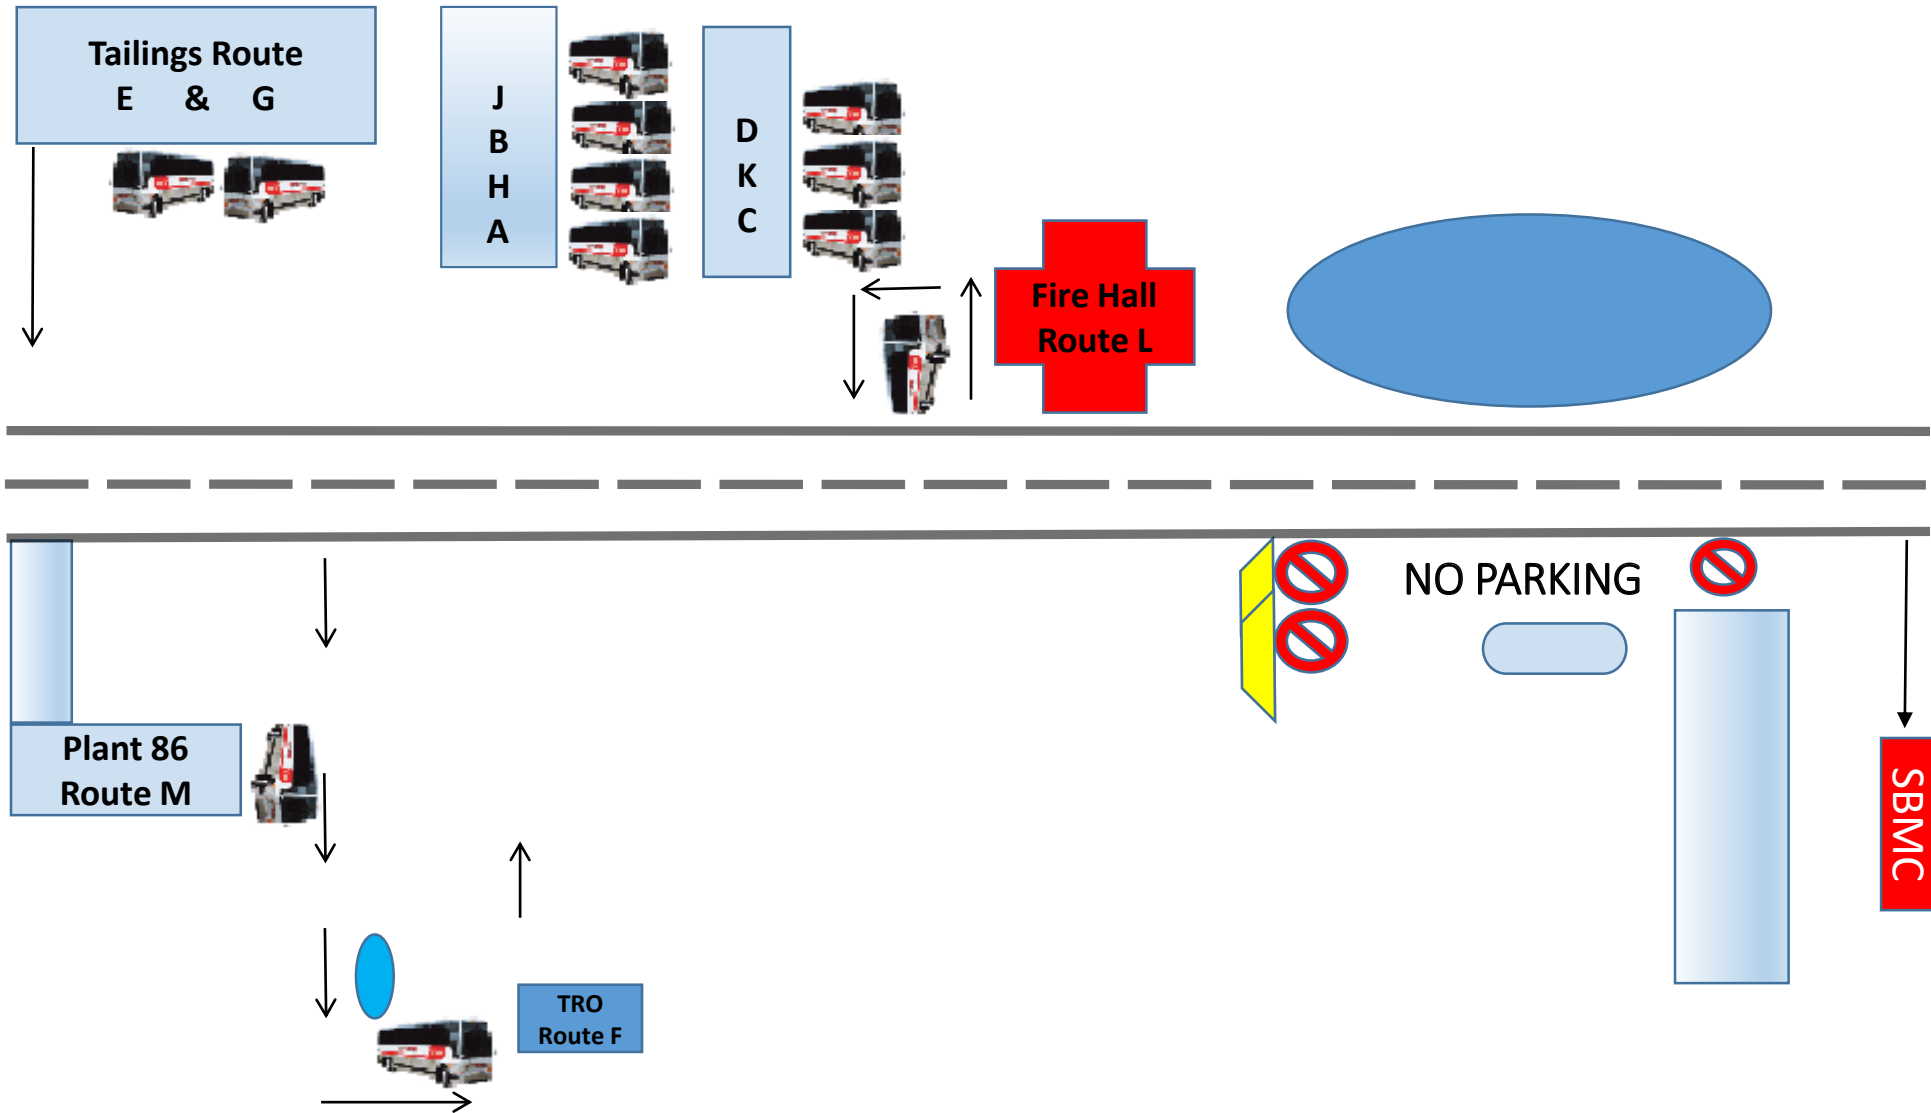 Tailings Route
E & G
J
B
H
A
D
K
C
Fire Hall
Route L
NO PARKING
Plant 86
Route M
SBMC
TRO
Route F